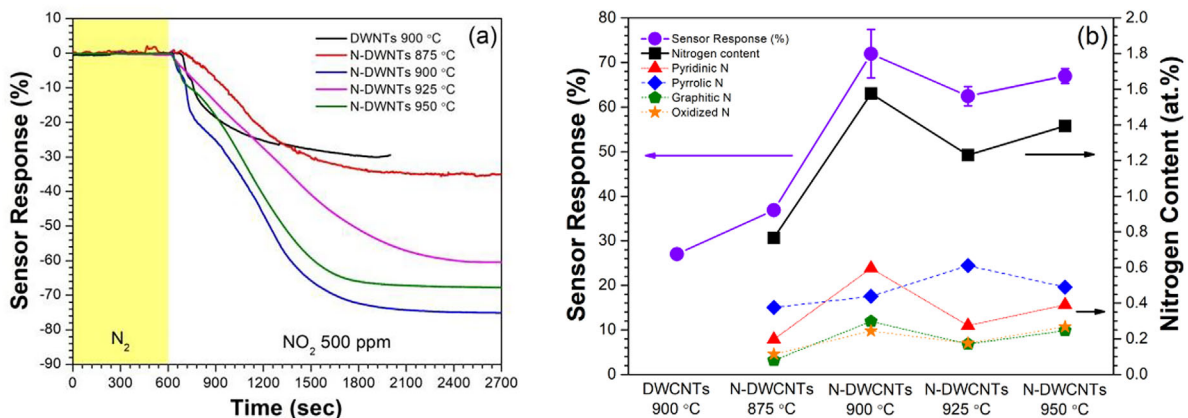 (a)
DWNTs 900 °C
N-DWNTs 875 °C
N-DWNTs 900 °C
N-DWNTs 925 °C
N-DWNTs 950 °C
Sensor Response (%)
10
0
-10
-20
-30
-40
-50
-60
-70
-80
-90
N₂
NO₂ 500 ppm
0 300 600 900 1200 1500 1800 2100 2400 2700
Time (sec)
(b)
Sensor Response (%)
Nitrogen content
Pyridinic N
Pyrrolic N
Graphitic N
Oxidized N
Sensor Response (%)
80
70
60
50
40
30
20
10
0
2.0
1.8
1.6
1.4
1.2
1.0
0.8
0.6
0.4
0.2
0.0
Nitrogen Content (at.%)
DWCNTs N-DWCNTs N-DWCNTs N-DWCNTs N-DWCNTs
900 °C 875 °C 900 °C 925 °C 950 °C